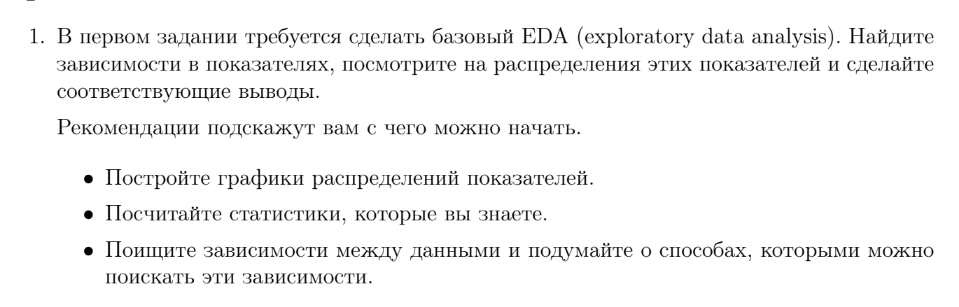 1. В первом задании требуется сделать базовый EDA (exploratory data analysis). Найдите
зависимости в показателях, посмотрите на распределения этих показателей и сделайте
соответствующие выводы.
Рекомендации подскажут вам с чего можно начать.
• Постройте графики распределений показателей.
• Посчитайте статистики, которые вы знаете.
• Поищите зависимости между данными и подумайте о способах, которыми можно
поискать эти зависимости.